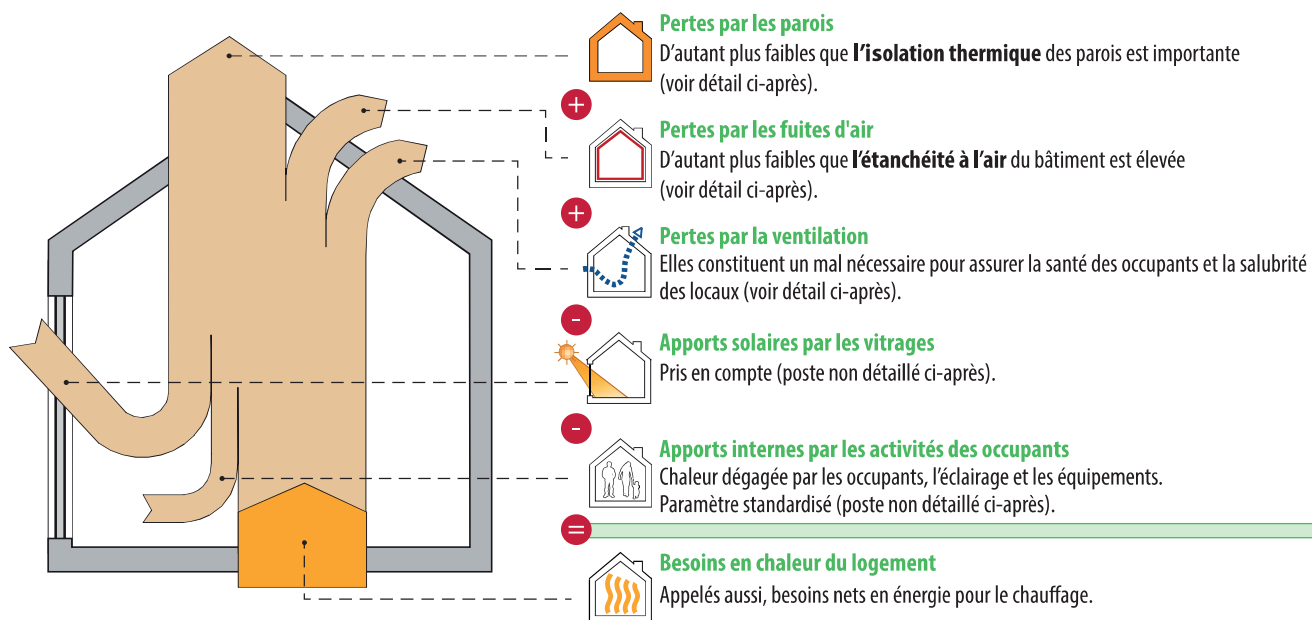 Pertes par les parois
D'autant plus faibles que l'isolation thermique des parois est importante
(voir détail ci-après).
+
Pertes par les fuites d'air
D'autant plus faibles que l'étanchéité à l'air du bâtiment est élevée
(voir détail ci-après).
+
Pertes par la ventilation
Elles constituent un mal nécessaire pour assurer la santé des occupants et la salubrité
des locaux (voir détail ci-après).
-
Apports solaires par les vitrages
Pris en compte (poste non détaillé ci-après).
-
Apports internes par les activités des occupants
Chaleur dégagée par les occupants, l'éclairage et les équipements.
Paramètre standardisé (poste non détaillé ci-après).
=
Besoins en chaleur du logement
Appelés aussi, besoins nets en énergie pour le chauffage.